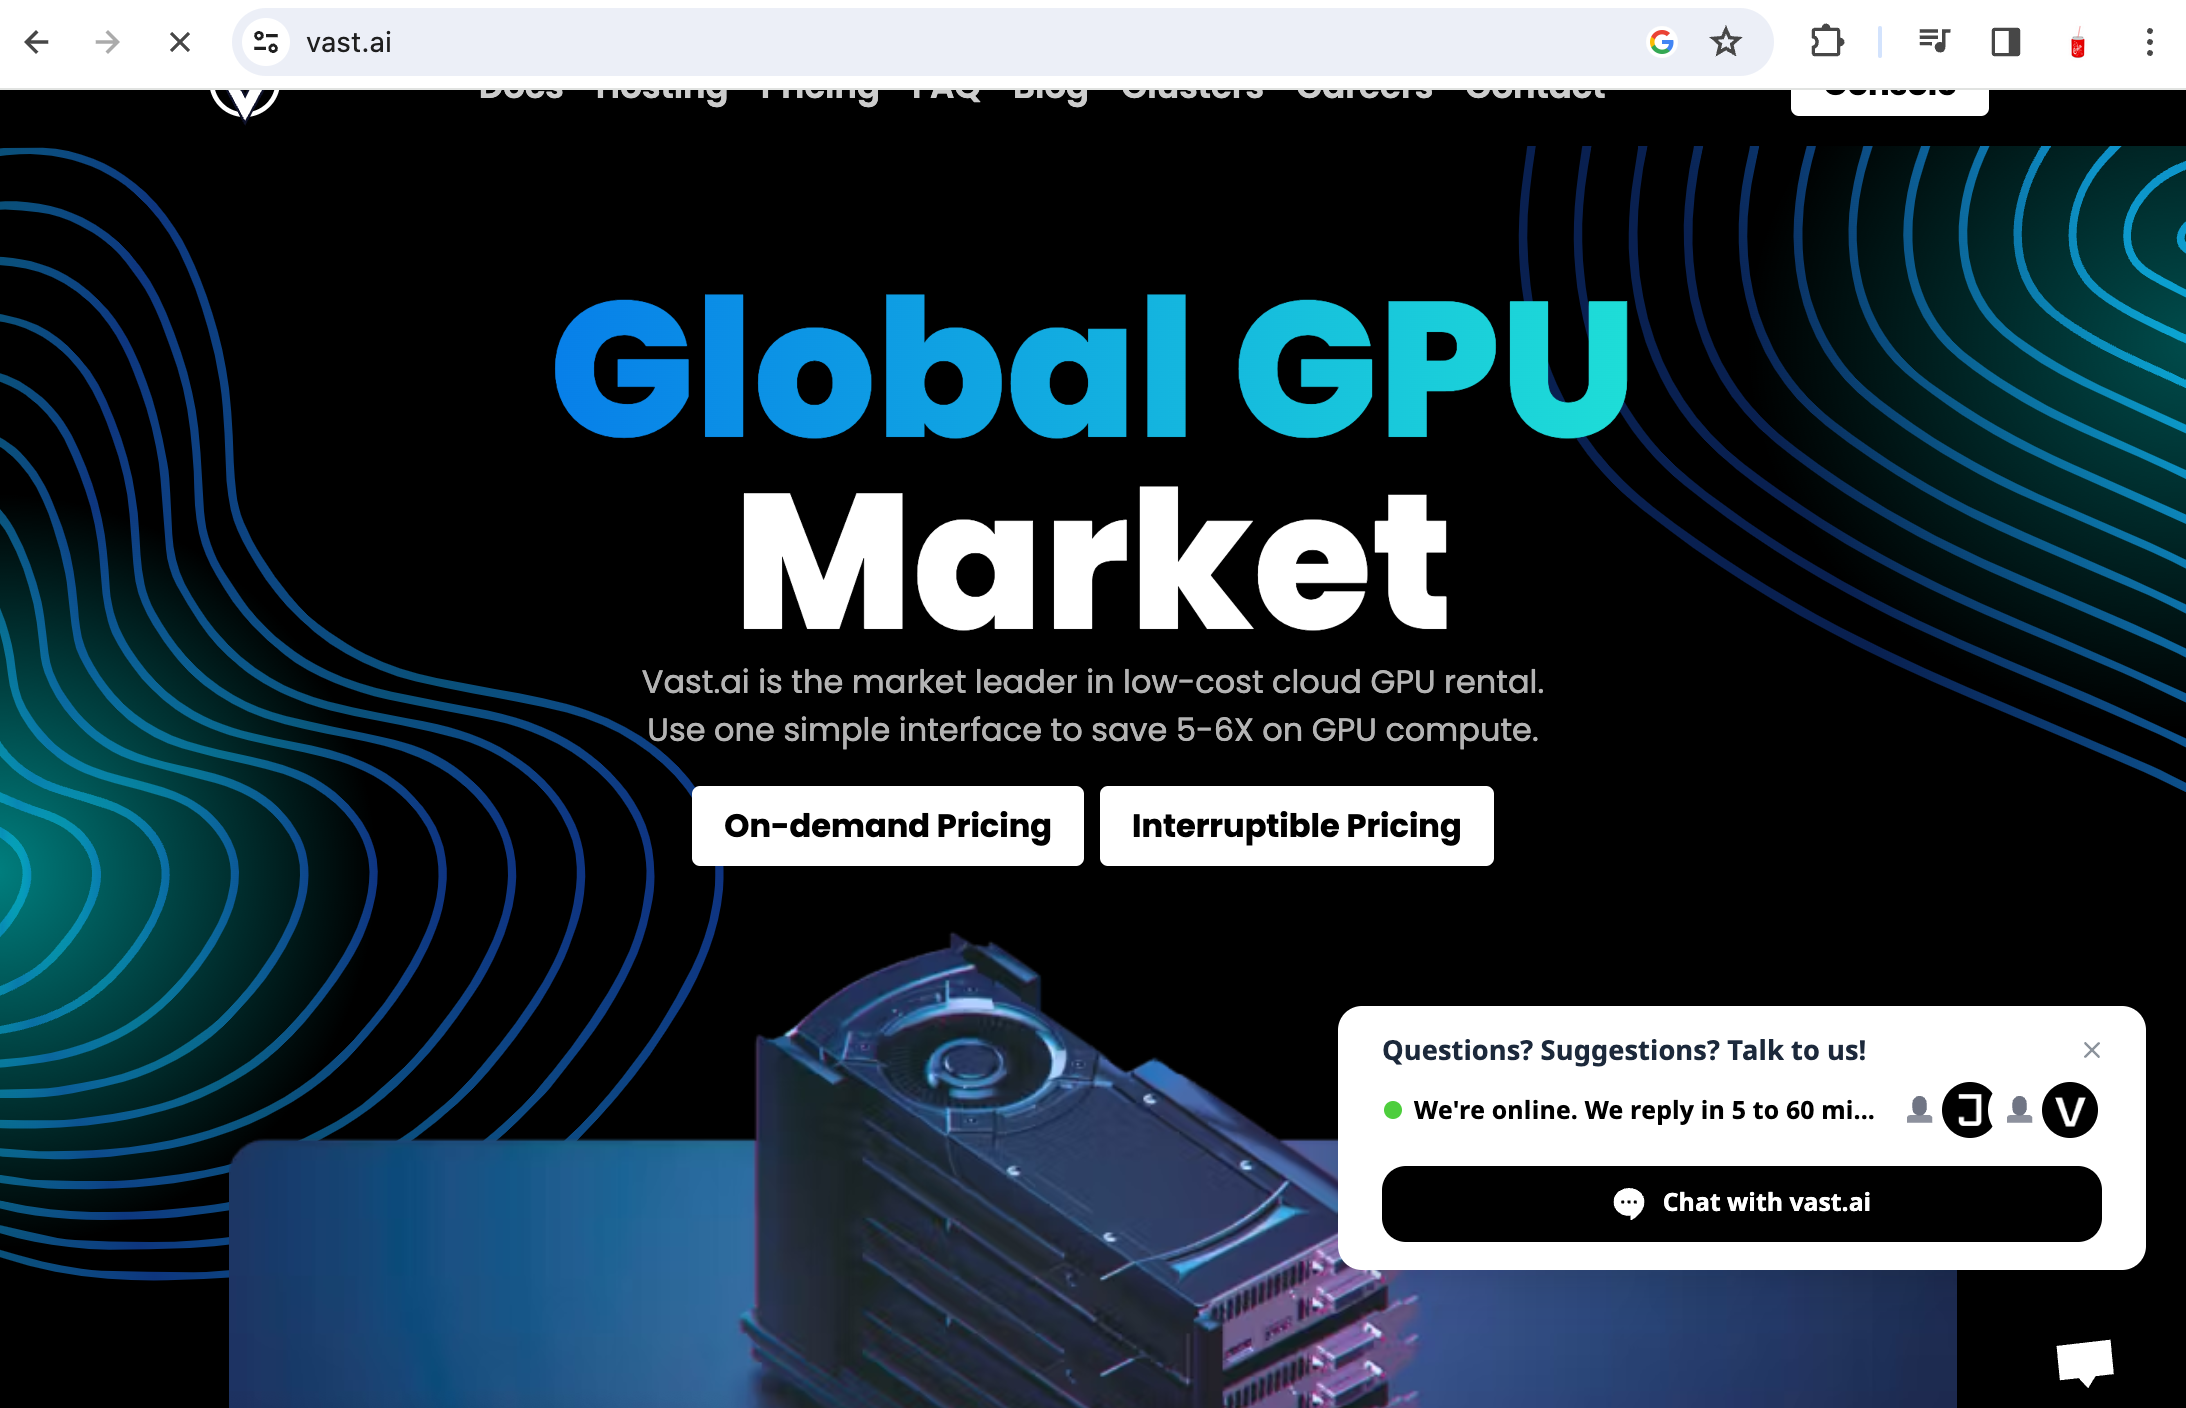 vast.ai
Docs Hosting Pricing FAQ Blog Clusters Careers Contact Console
Global GPU
Market
Vast.ai is the market leader in low-cost cloud GPU rental.
Use one simple interface to save 5-6X on GPU compute.
On-demand Pricing Interruptible Pricing
Questions? Suggestions? Talk to us!
We're online. We reply in 5 to 60 mi...
J V
Chat with vast.ai